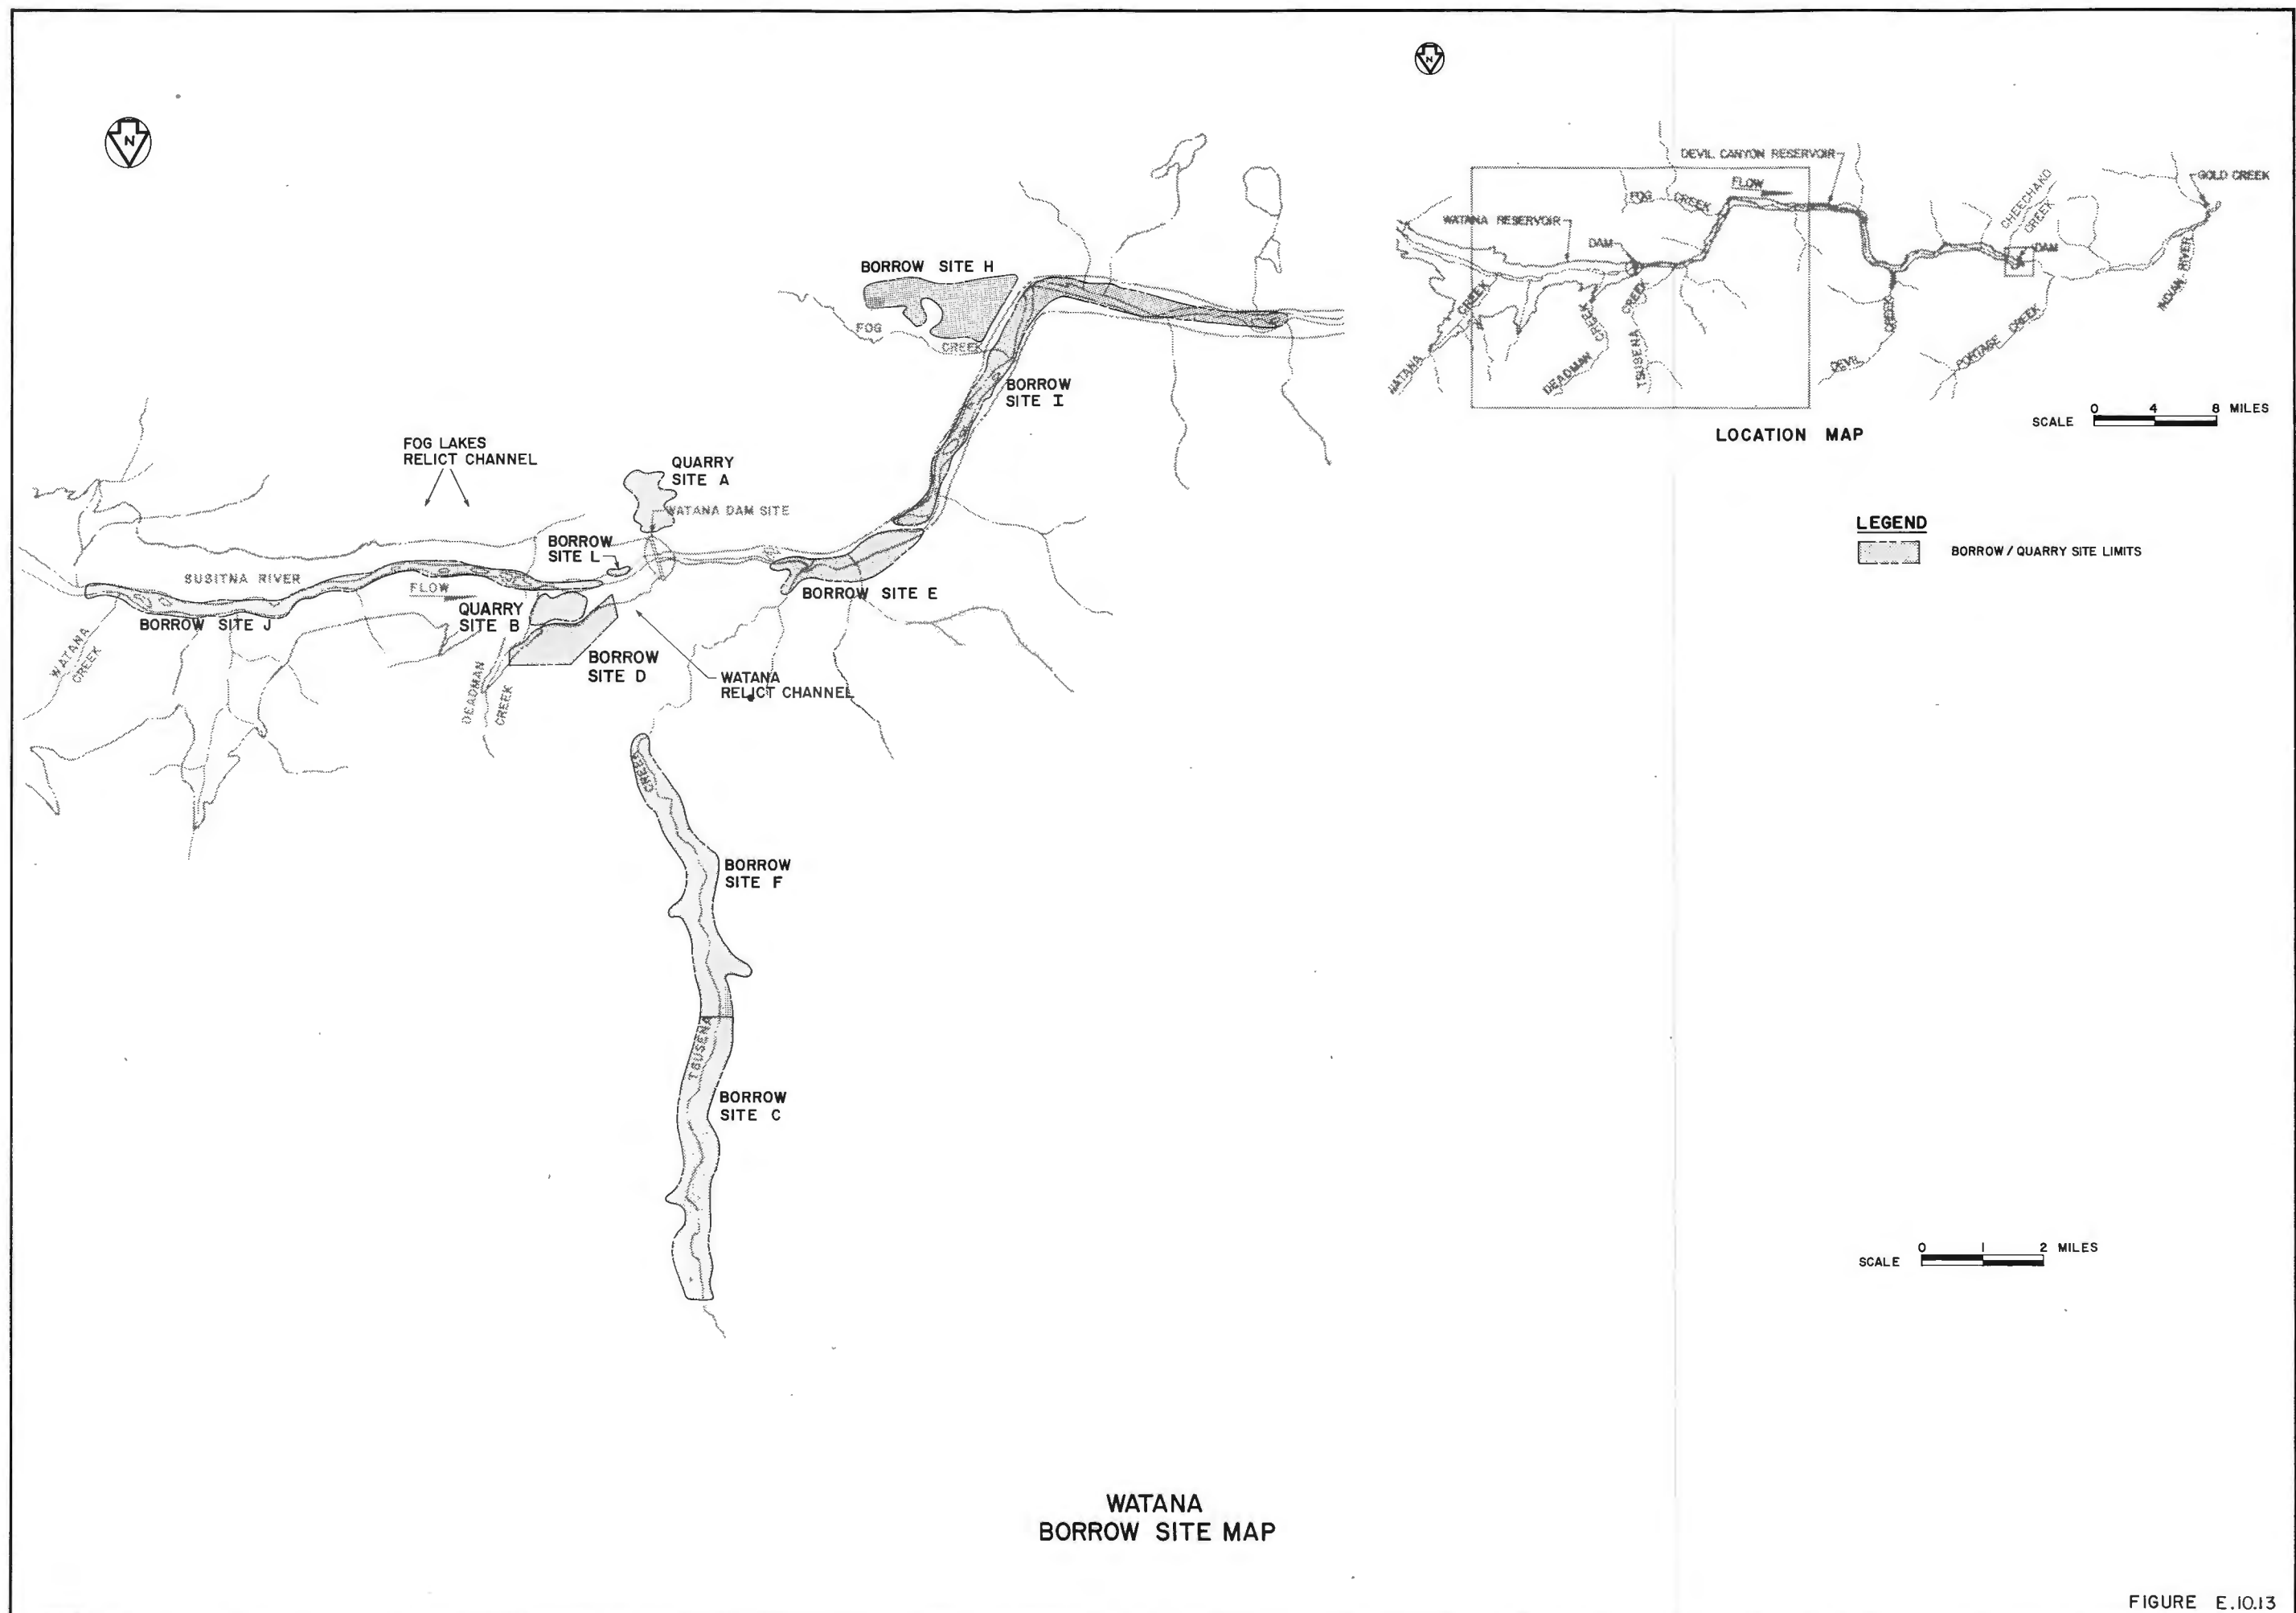 N
N
DEVIL CANYON RESERVOIR
GOLD CREEK
FLOW
FOG CREEK
CHEECHAKO
CREEK
WATANA RESERVOIR
DAM
DAM
INDIAN RIVER
WATANA CREEK
DEADMAN CREEK
TSUSENA CREEK
DEVIL CREEK
PORTAGE CREEK
SCALE 0 4 8 MILES
LOCATION MAP
BORROW SITE H
FOG
CREEK
BORROW
SITE I
FOG LAKES
RELICT CHANNEL
QUARRY
SITE A
WATANA DAM SITE
BORROW
SITE L
SUSITNA RIVER
FLOW
QUARRY
SITE B
BORROW SITE E
BORROW SITE J
WATANA
CREEK
DEADMAN
CREEK
BORROW
SITE D
WATANA
RELICT CHANNEL
CREEK
BORROW
SITE F
TSUSENA
BORROW
SITE C
LEGEND
BORROW / QUARRY SITE LIMITS
SCALE 0 1 2 MILES
WATANA
BORROW SITE MAP
FIGURE E.10.13